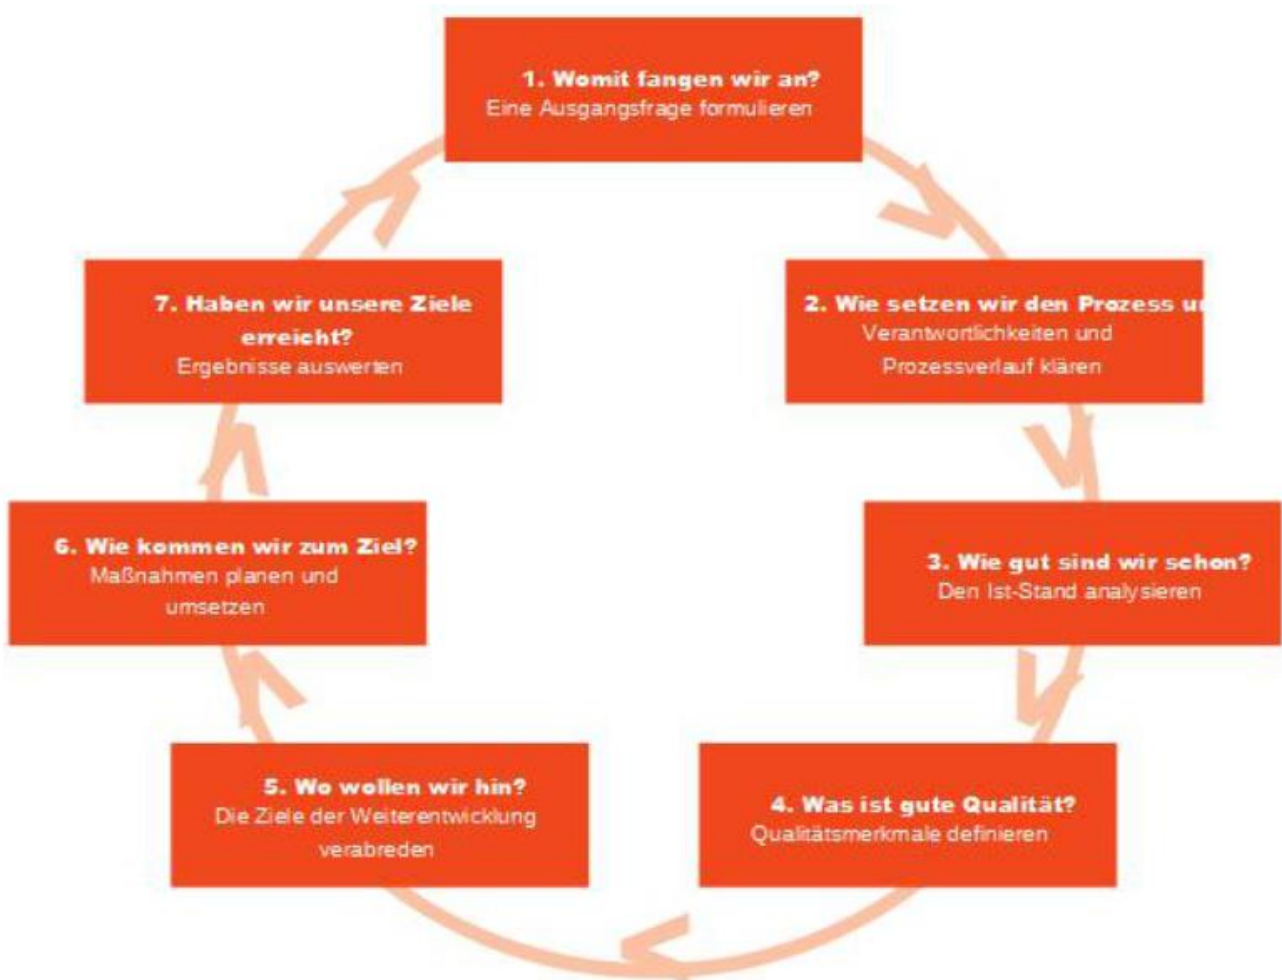 1. Womit fangen wir an?
Eine Ausgangsfrage formulieren
2. Wie setzen wir den Prozess
Verantwortlichkeiten und
Prozessverlauf klären
3. Wie gut sind wir schon?
Den Ist-Stand analysieren
4. Was ist gute Qualität?
Qualitätsmerkmale definieren
5. Wo wollen wir hin?
Die Ziele der Weiterentwicklung
verabreden
6. Wie kommen wir zum Ziel?
Maßnahmen planen und
umsetzen
7. Haben wir unsere Ziele
erreicht?
Ergebnisse auswerten